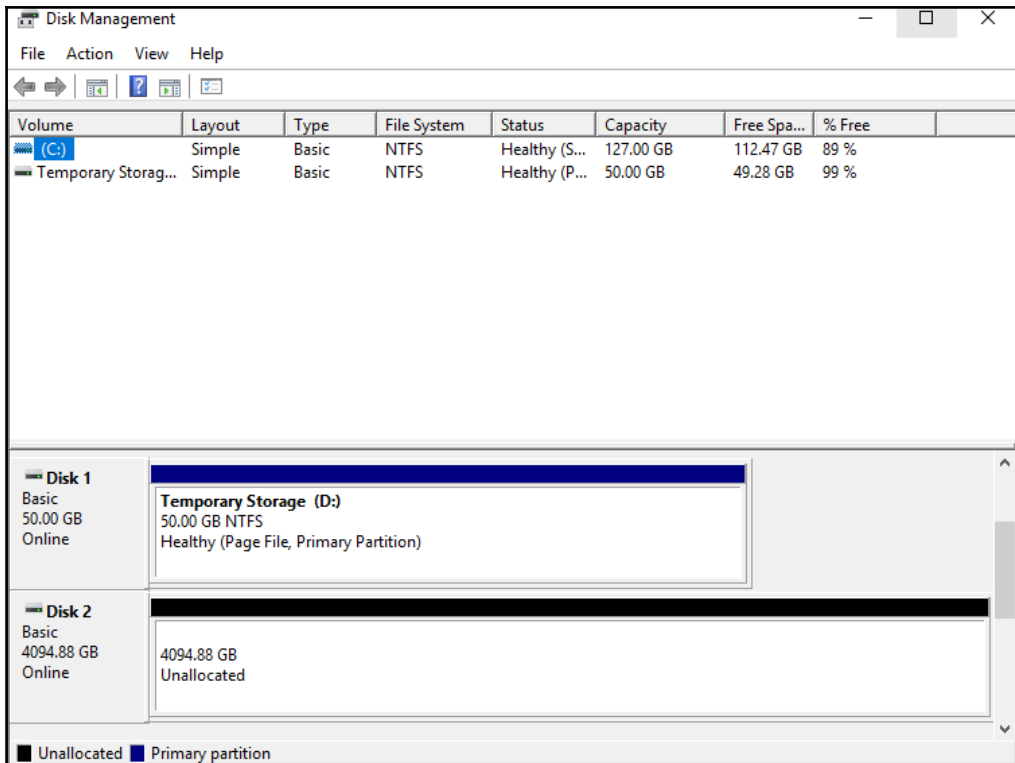 Disk Management
File Action View Help
Volume Layout Type File System Status Capacity Free Spa... % Free
(C:) Simple Basic NTFS Healthy (S... 127.00 GB 112.47 GB 89 %
Temporary Storag... Simple Basic NTFS Healthy (P... 50.00 GB 49.28 GB 99 %
Disk 1
Basic
50.00 GB
Online
Temporary Storage (D:)
50.00 GB NTFS
Healthy (Page File, Primary Partition)
Disk 2
Basic
4094.88 GB
Online
4094.88 GB
Unallocated
Unallocated Primary partition